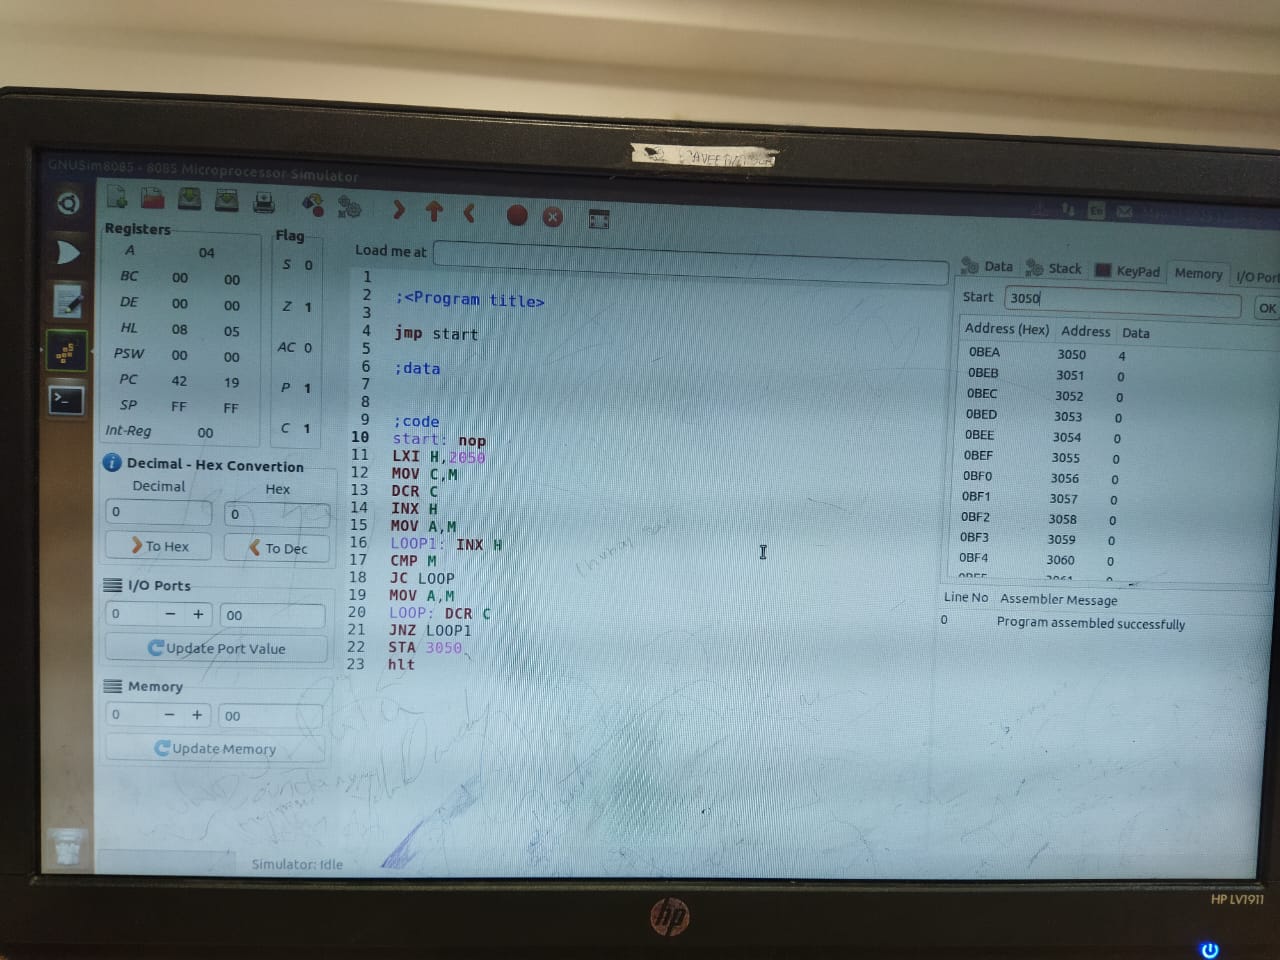 GNUSim8085 - 8085 Microprocessor Simulator
En
Registers
A 04
BC 00 00
DE 00 00
HL 08 05
PSW 00 00
PC 42 19
SP FF FF
Int-Reg 00
Flag
S 0
Z 1
AC 0
P 1
C 1
Decimal - Hex Convertion
Decimal Hex
0 0
To Hex To Dec
I/O Ports
0 - + 00
Update Port Value
Memory
0 - + 00
Update Memory
Load me at
1
2 ;<Program title>
3
4 jmp start
5
6 ;data
7
8
9 ;code
10 start: nop
11 LXI H,2050
12 MOV C,M
13 DCR C
14 INX H
15 MOV A,M
16 LOOP1: INX H
17 CMP M
18 JC LOOP
19 MOV A,M
20 LOOP: DCR C
21 JNZ LOOP1
22 STA 3050
23 hlt
Data Stack KeyPad Memory I/O Port
Start 3050 OK
Address (Hex) Address Data
0BEA 3050 4
0BEB 3051 0
0BEC 3052 0
0BED 3053 0
0BEE 3054 0
0BEF 3055 0
0BF0 3056 0
0BF1 3057 0
0BF2 3058 0
0BF3 3059 0
0BF4 3060 0
0BF5 3061 0
Line No Assembler Message
0 Program assembled successfully
Simulator: Idle
hp
HP LV1911